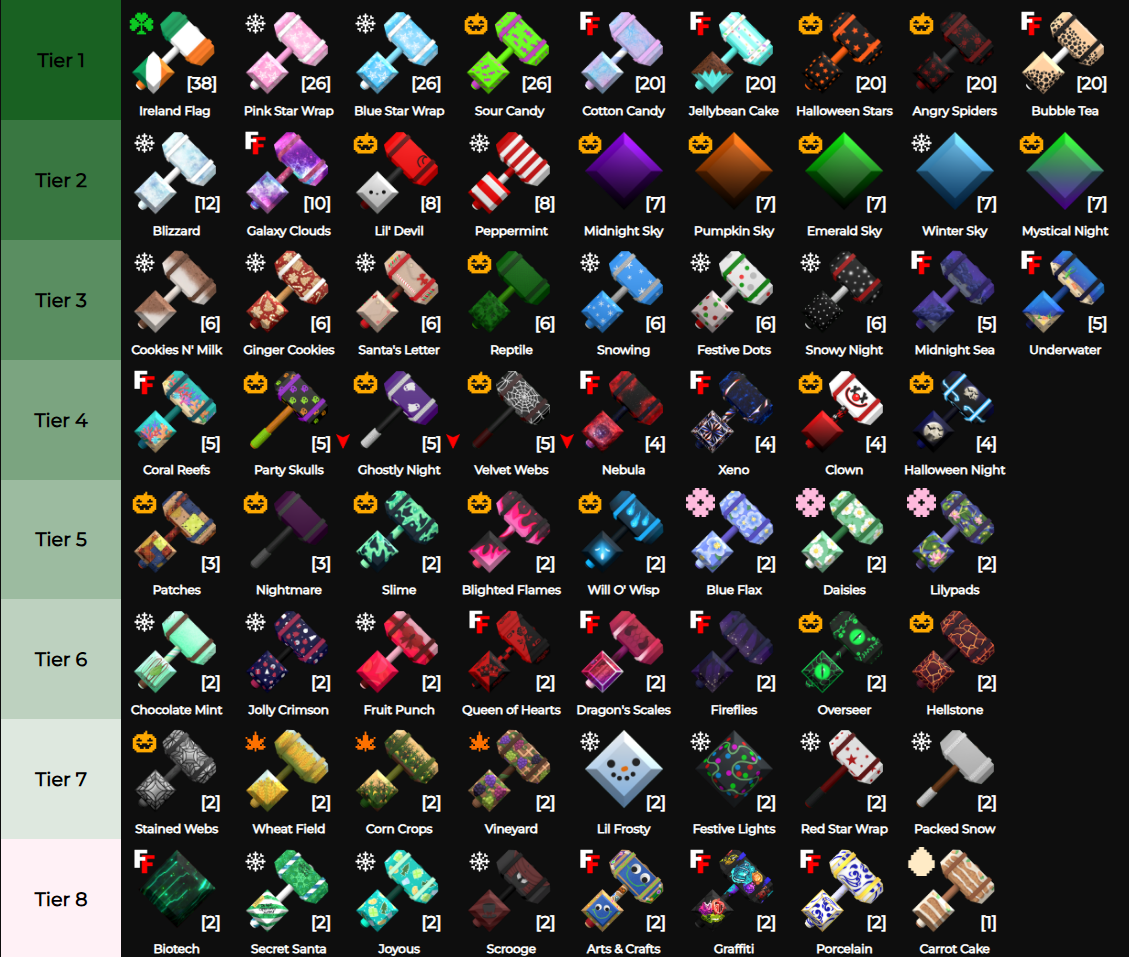 Tier 1
[38] [26] [26] [26] [20] [20] [20] [20] [20]
Ireland Flag Pink Star Wrap Blue Star Wrap Sour Candy Cotton Candy Jellybean Cake Halloween Stars Angry Spiders Bubble Tea
Tier 2
[12] [10] [8] [8] [7] [7] [7] [7] [7]
Blizzard Galaxy Clouds Lil' Devil Peppermint Midnight Sky Pumpkin Sky Emerald Sky Winter Sky Mystical Night
Tier 3
[6] [6] [6] [6] [6] [6] [6] [5] [5]
Cookies N' Milk Ginger Cookies Santa's Letter Reptile Snowing Festive Dots Snowy Night Midnight Sea Underwater
Tier 4
[5] [5] [5] [5] [4] [4] [4] [4]
Coral Reefs Party Skulls Ghostly Night Velvet Webs Nebula Xeno Clown Halloween Night
Tier 5
[3] [3] [2] [2] [2] [2] [2] [2]
Patches Nightmare Slime Blighted Flames Will O' Wisp Blue Flax Daisies Lilypads
Tier 6
[2] [2] [2] [2] [2] [2] [2] [2]
Chocolate Mint Jolly Crimson Fruit Punch Queen of Hearts Dragon's Scales Fireflies Overseer Hellstone
Tier 7
[2] [2] [2] [2] [2] [2] [2] [2]
Stained Webs Wheat Field Corn Crops Vineyard Lil Frosty Festive Lights Red Star Wrap Packed Snow
Tier 8
[2] [2] [2] [2] [2] [2] [2] [1]
Biotech Secret Santa Joyous Scrooge Arts & Crafts Graffiti Porcelain Carrot Cake